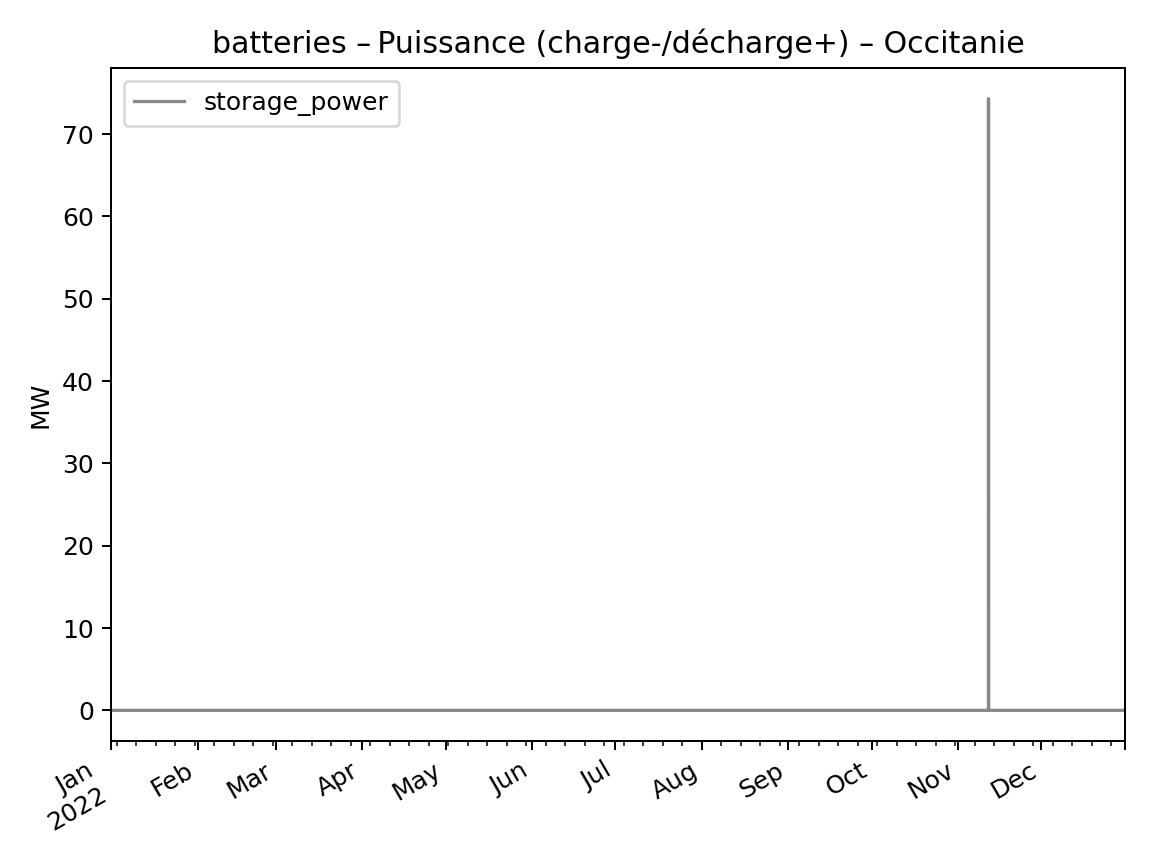 batteries – Puissance (charge-/décharge+) – Occitanie
storage_power
MW
70
60
50
40
30
20
10
0
Jan
2022
Feb
Mar
Apr
May
Jun
Jul
Aug
Sep
Oct
Nov
Dec